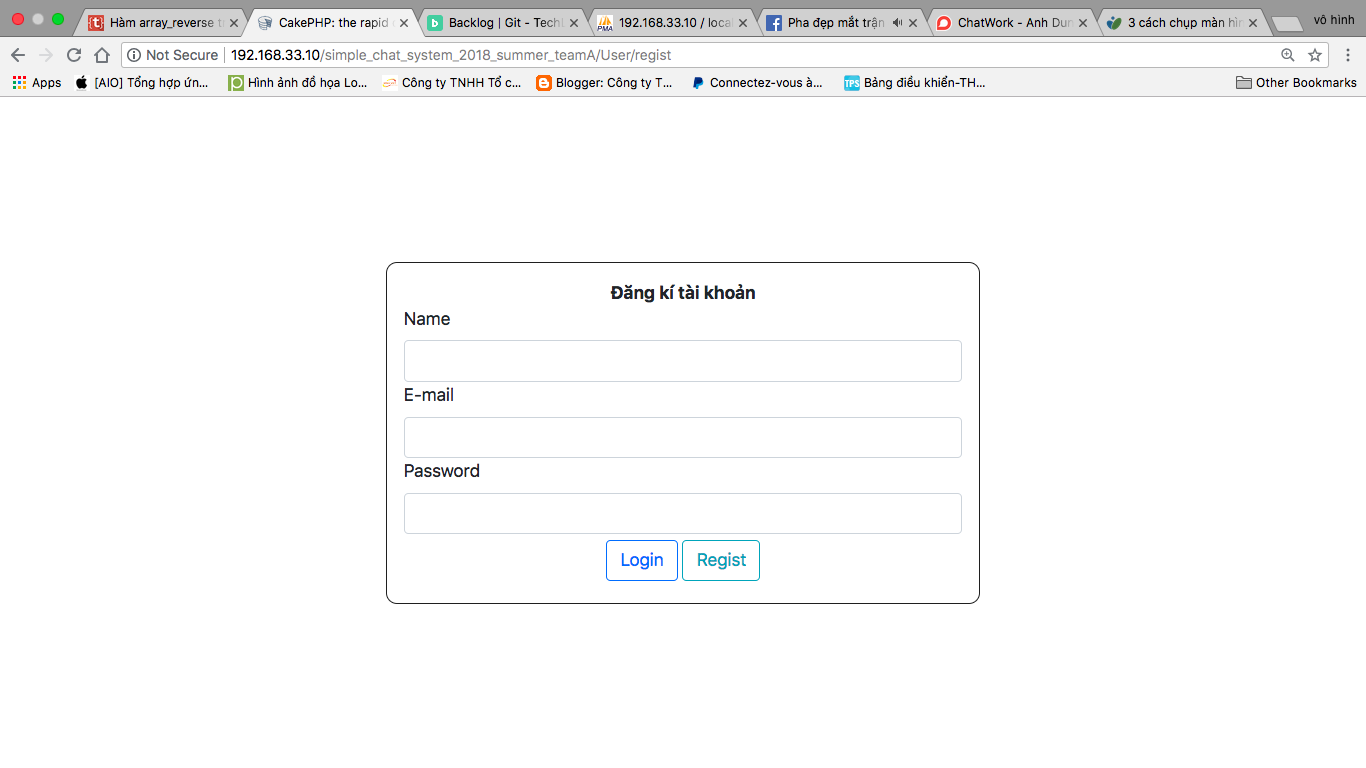 Hàm array_reverse t
CakePHP: the rapid
Backlog | Git - Tech
192.168.33.10 / loca
Pha đẹp mắt trận
ChatWork - Anh Dun
3 cách chụp màn hìn
vô hình
Not Secure
192.168.33.10/simple_chat_system_2018_summer_teamA/User/regist
Apps
[AIO] Tổng hợp ứn...
Hình ảnh đồ họa Lo...
Công ty TNHH Tổ c...
Blogger: Công ty T...
Connectez-vous à...
TPS
Bảng điều khiển-TH...
Other Bookmarks
Đăng kí tài khoản
Name
E-mail
Password
Login
Regist